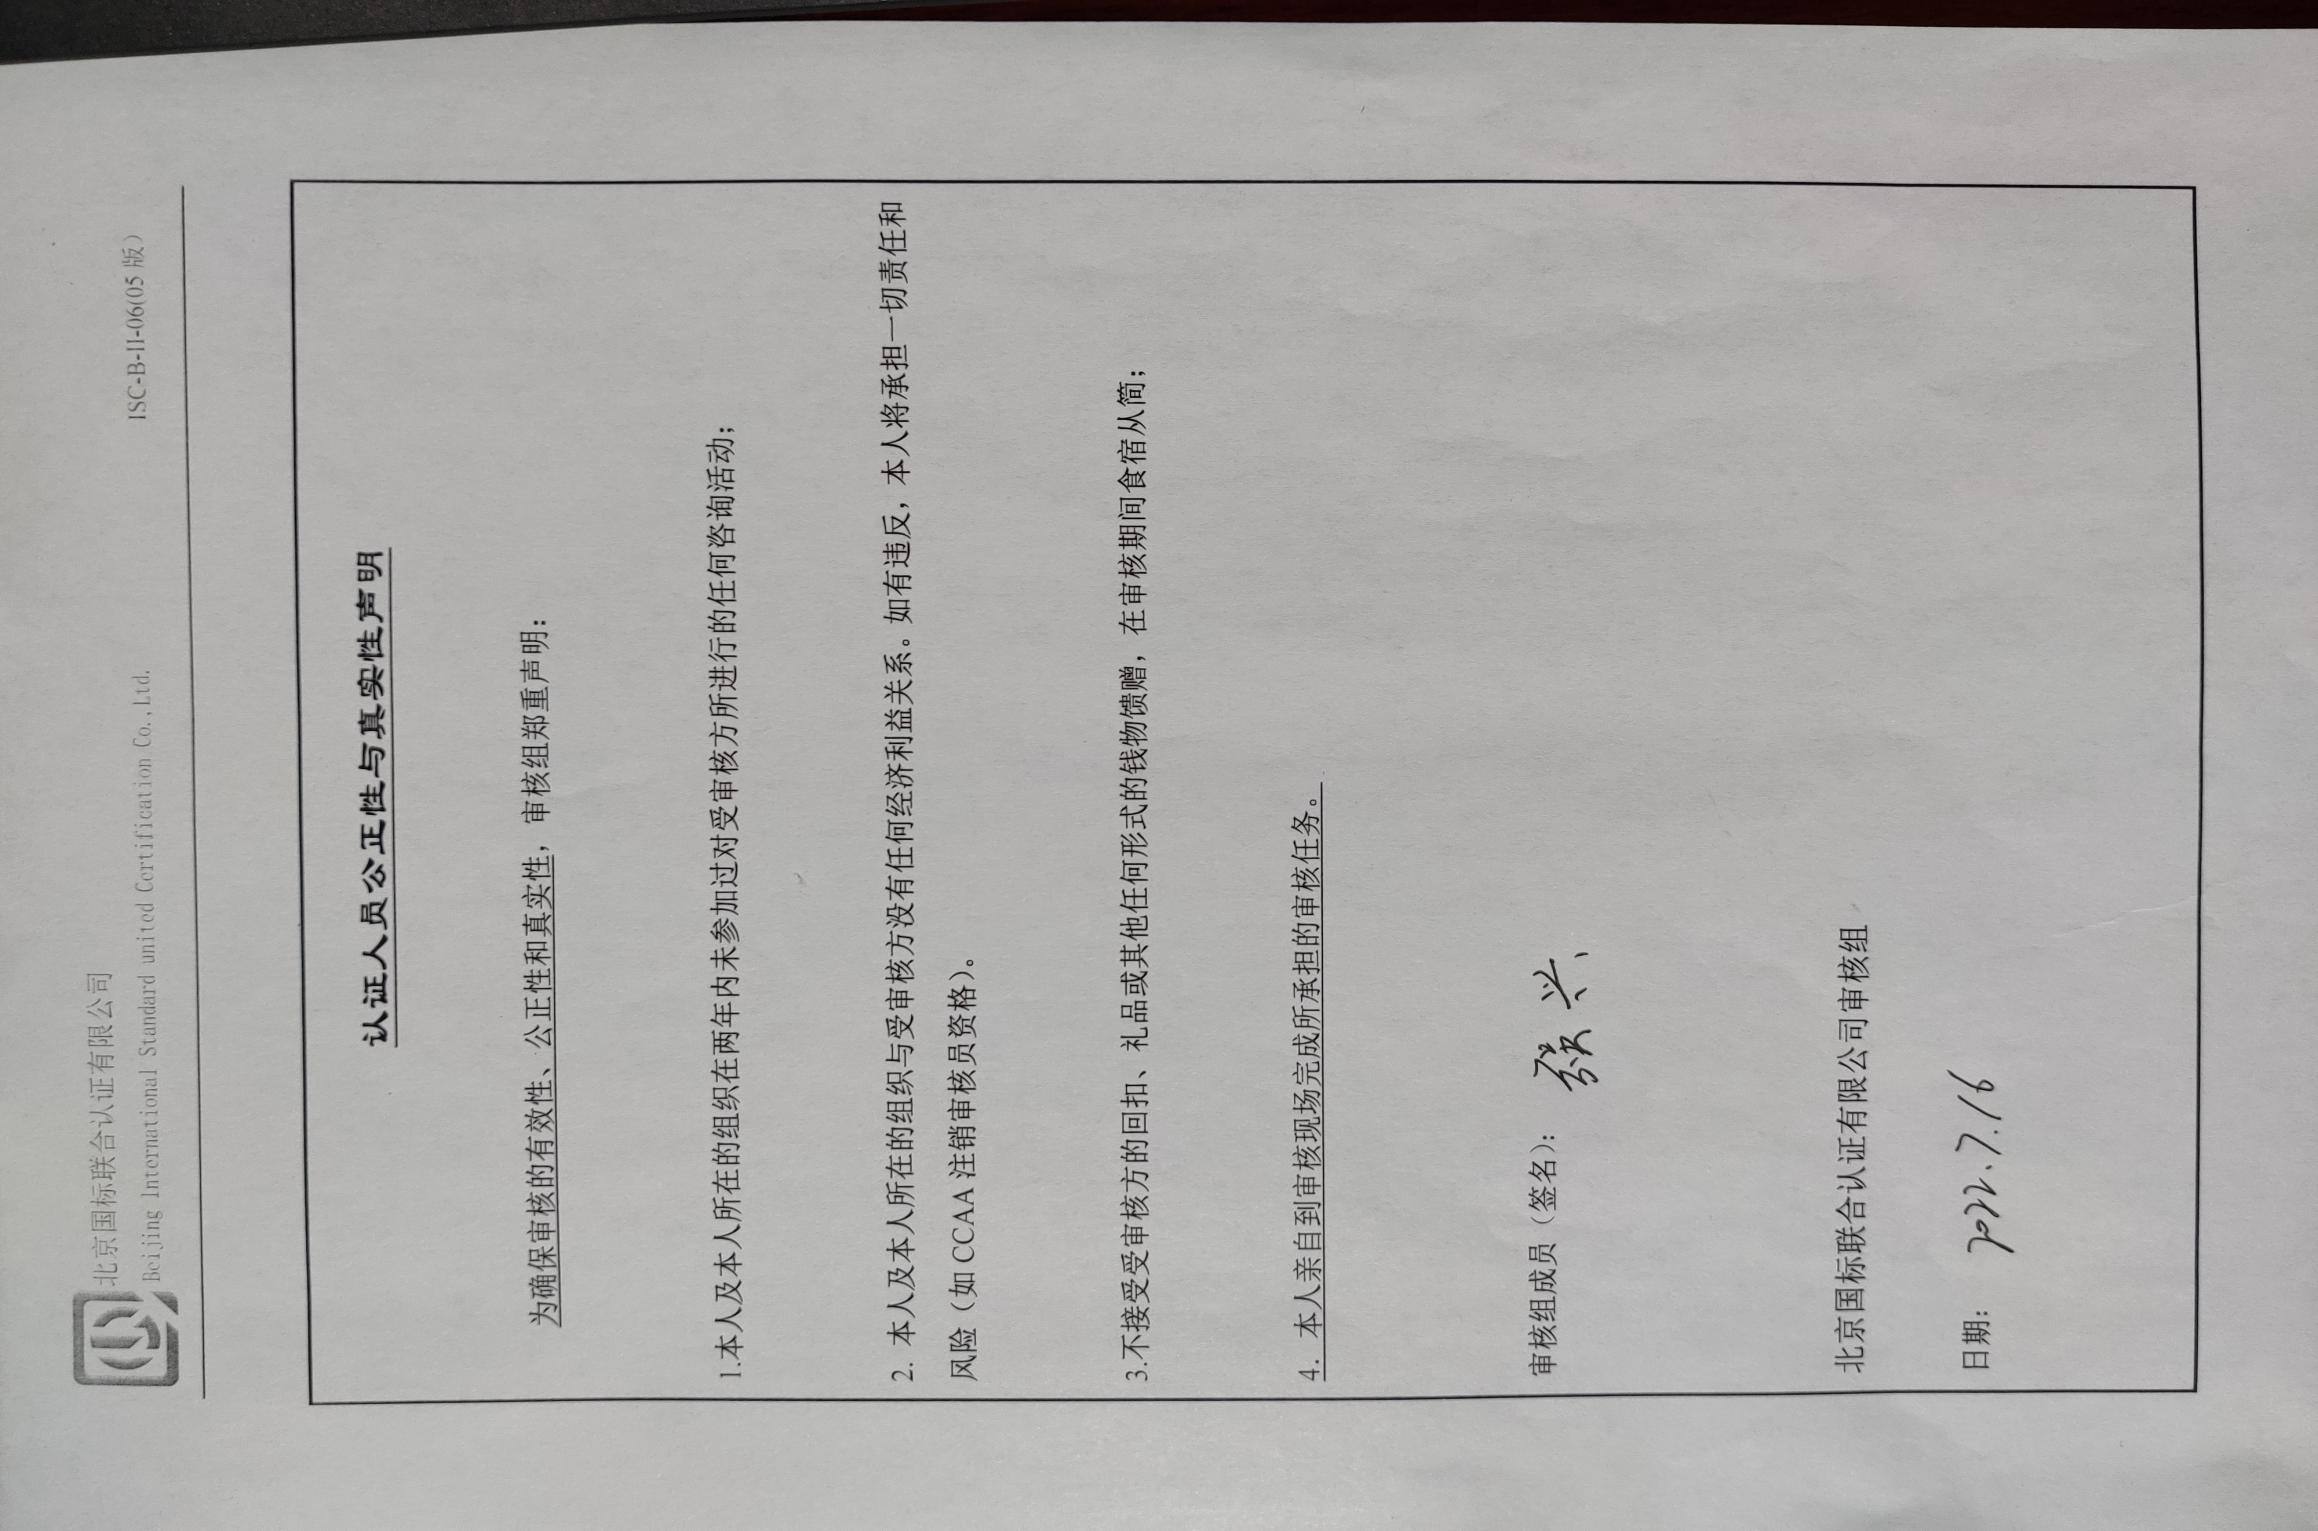 北京国标联合认证有限公司
Beijing International Standard united Certification Co.,Ltd. ISC-B-II-06(05版)
认证人员公正性与真实性声明
为确保审核的有效性、公正性和真实性，审核组郑重声明：
1.本人及本人所在的组织在两年内未参加过对受审核方所进行的任何咨询活动；
2. 本人及本人所在的组织与受审核方没有任何经济利益关系。如有违反，本人将承担一切责任和
风险（如CCAA注销审核员资格）。
3.不接受受审核方的回扣、礼品或其他任何形式的钱物馈赠，在审核期间食宿从简；
4. 本人亲自到审核现场完成所承担的审核任务。
审核组成员（签名）： 张兴
北京国标联合认证有限公司审核组
日期： 2022.7.16